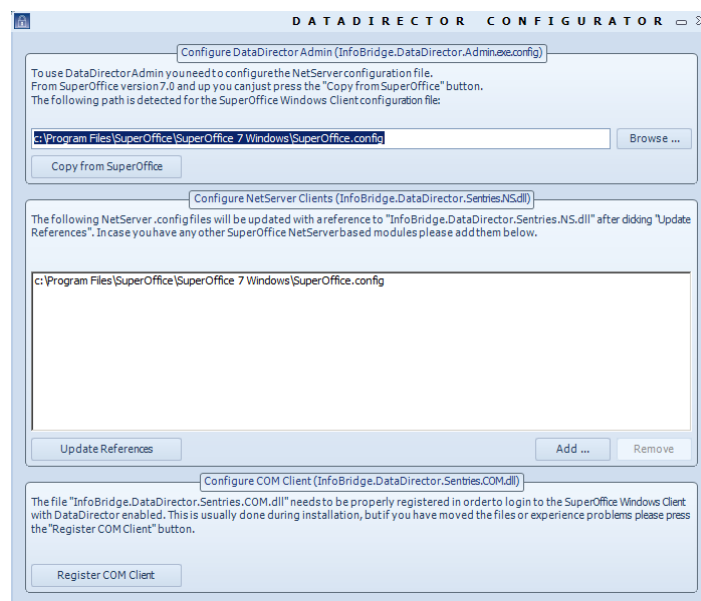 DATADIRECTOR CONFIGURATOR
Configure DataDirector Admin (InfoBridge.DataDirector.Admin.exe.config)
To use DataDirector Admin you need to configure the NetServer configuration file.
From SuperOffice version 7.0 and up you can just press the "Copy from SuperOffice" button.
The following path is detected for the SuperOffice Windows Client configuration file:
c:\Program Files\SuperOffice\SuperOffice 7 Windows\SuperOffice.config
Browse ...
Copy from SuperOffice
Configure NetServer Clients (InfoBridge.DataDirector.Sentries.NS.dll)
The following NetServer .config files will be updated with a reference to "InfoBridge.DataDirector.Sentries.NS.dll" after clicking "Update
References". In case you have any other SuperOffice NetServer based modules please add them below.
c:\Program Files\SuperOffice\SuperOffice 7 Windows\SuperOffice.config
Update References
Add ...
Remove
Configure COM Client (InfoBridge.DataDirector.Sentries.COM.dll)
The file "InfoBridge.DataDirector.Sentries.COM.dll" needs to be properly registered in order to login to the SuperOffice Windows Client
with DataDirector enabled. This is usually done during installation, but if you have moved the files or experience problems please press
the "Register COM Client" button.
Register COM Client